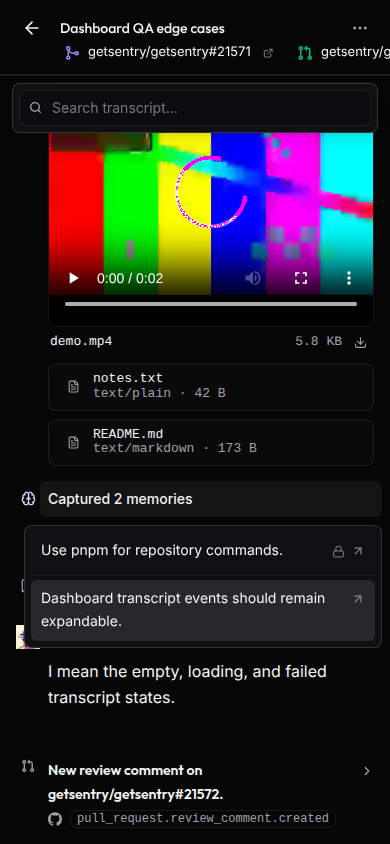 Dashboard QA edge cases
getsentry/getsentry#21571
getsentry/g
Search transcript...
0:00 / 0:02
demo.mp4
5.8 KB
notes.txt
text/plain · 42 B
README.md
text/markdown · 173 B
Captured 2 memories
Use pnpm for repository commands.
Dashboard transcript events should remain
expandable.
I mean the empty, loading, and failed
transcript states.
New review comment on
getsentry/getsentry#21572.
pull_request.review_comment.created